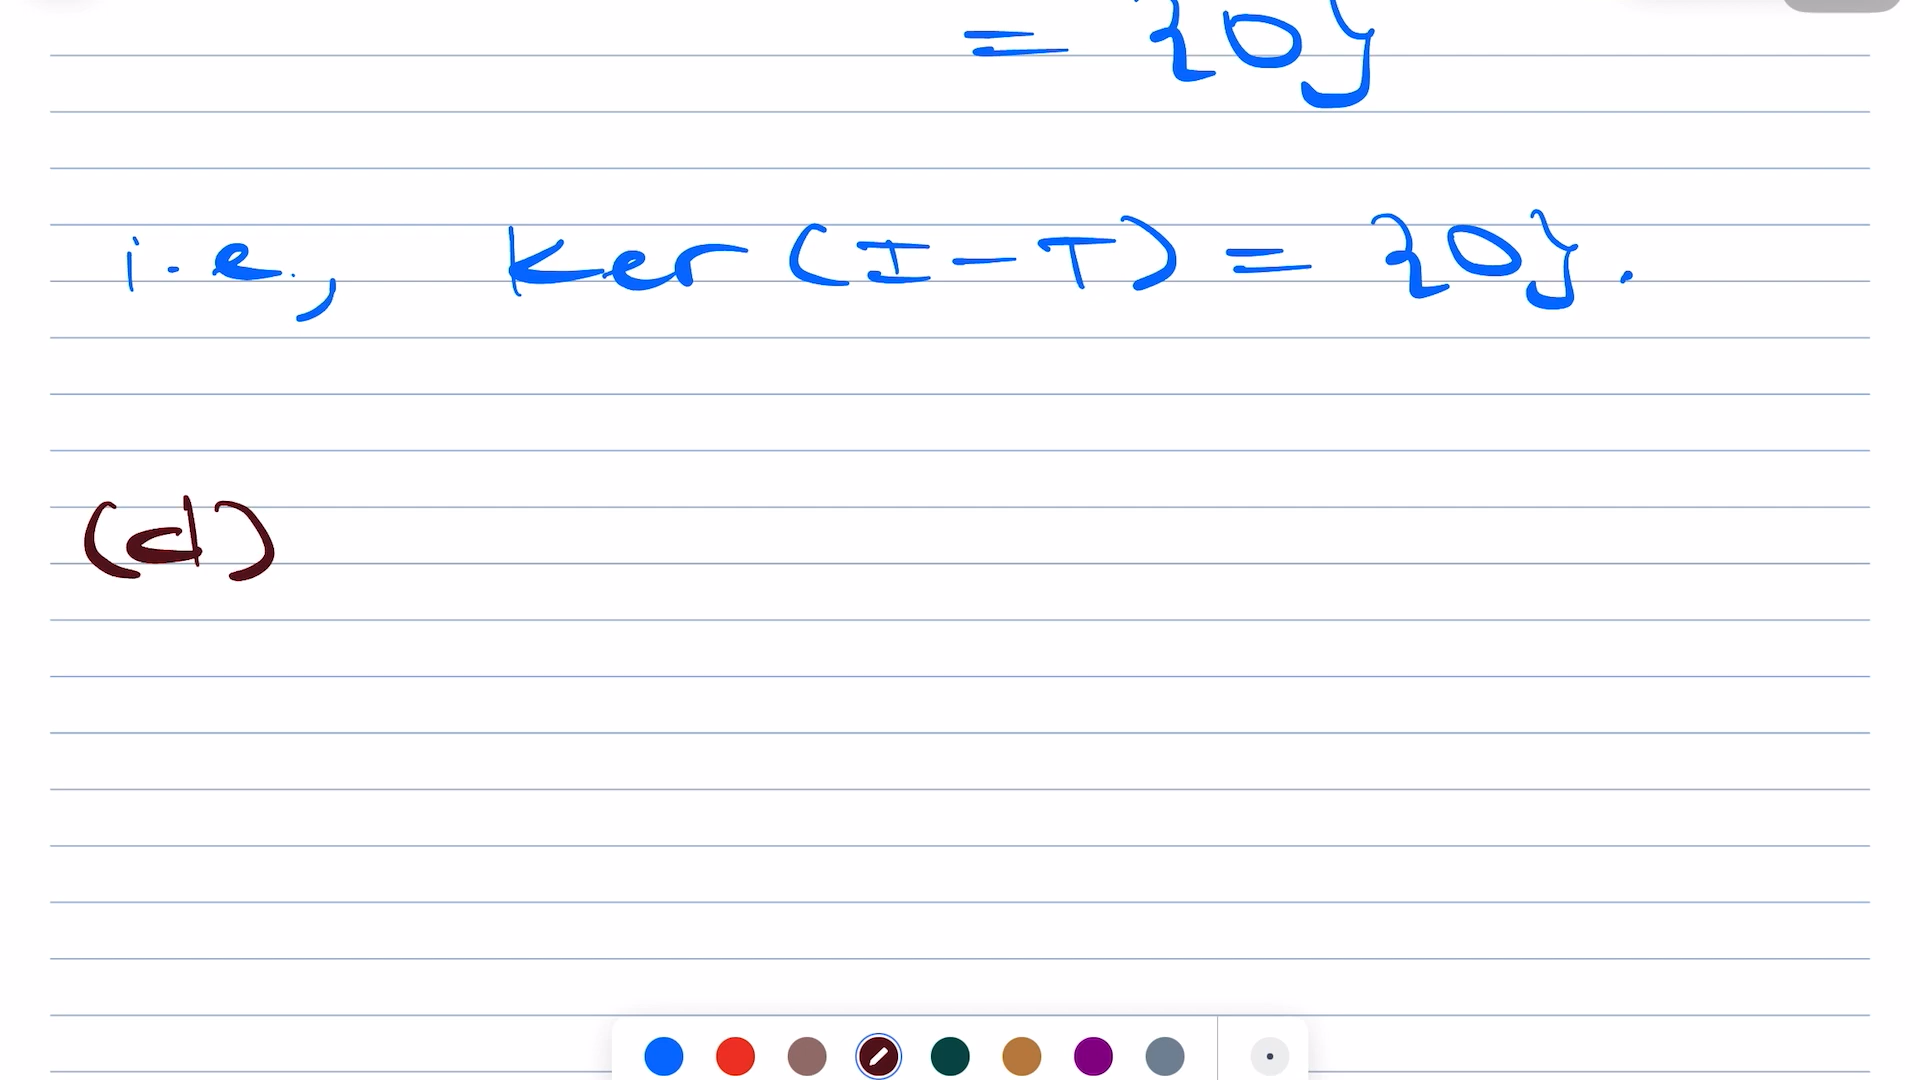 = {0}
i.e., ker (I-T) = {0}.
(d)